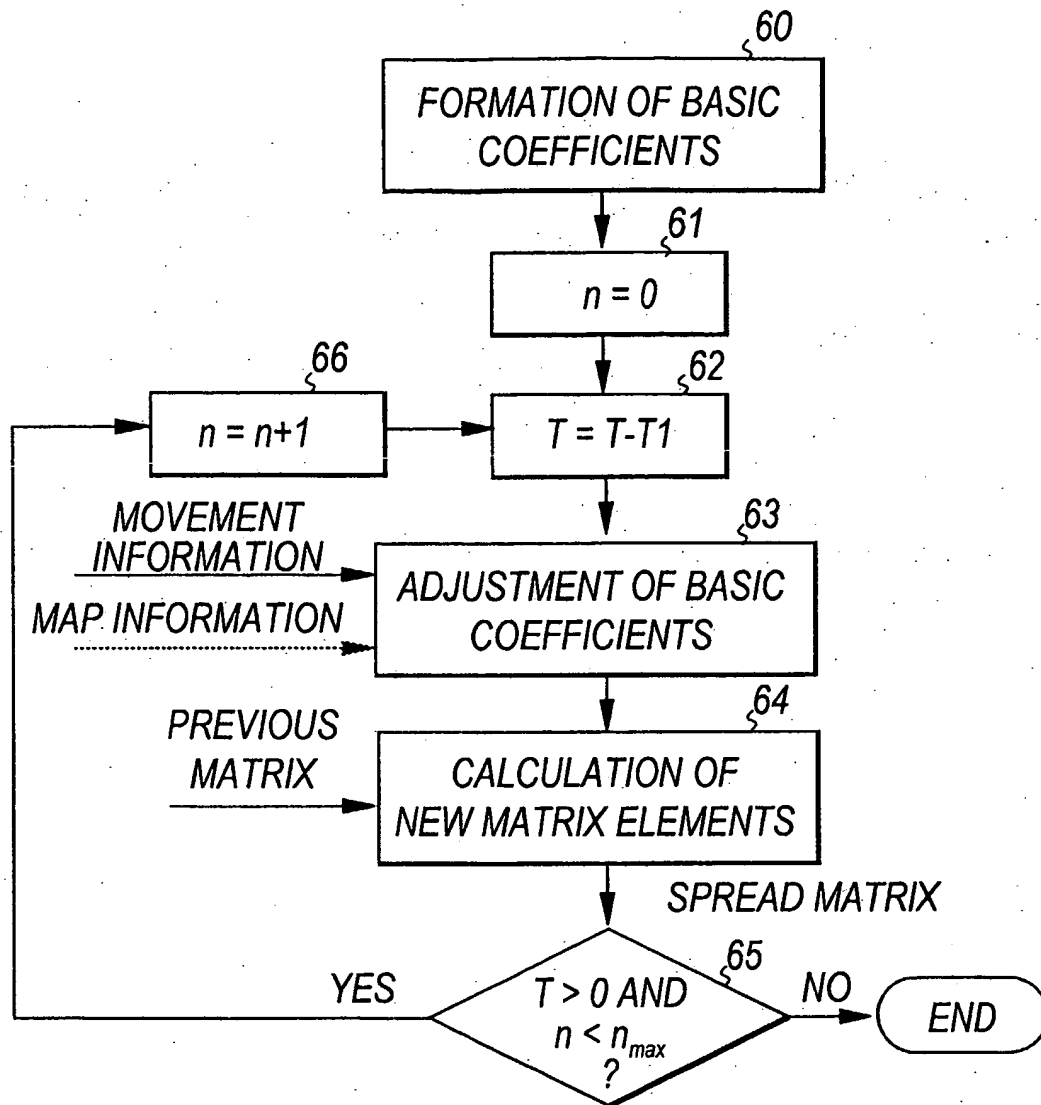 60
FORMATION OF BASIC
COEFFICIENTS
61
n = 0
66
n = n+1
62
T = T-T1
MOVEMENT
INFORMATION
MAP INFORMATION
63
ADJUSTMENT OF BASIC
COEFFICIENTS
PREVIOUS
MATRIX
64
CALCULATION OF
NEW MATRIX ELEMENTS
SPREAD MATRIX
65
YES
T > 0 AND
n < nmax
?
NO
END